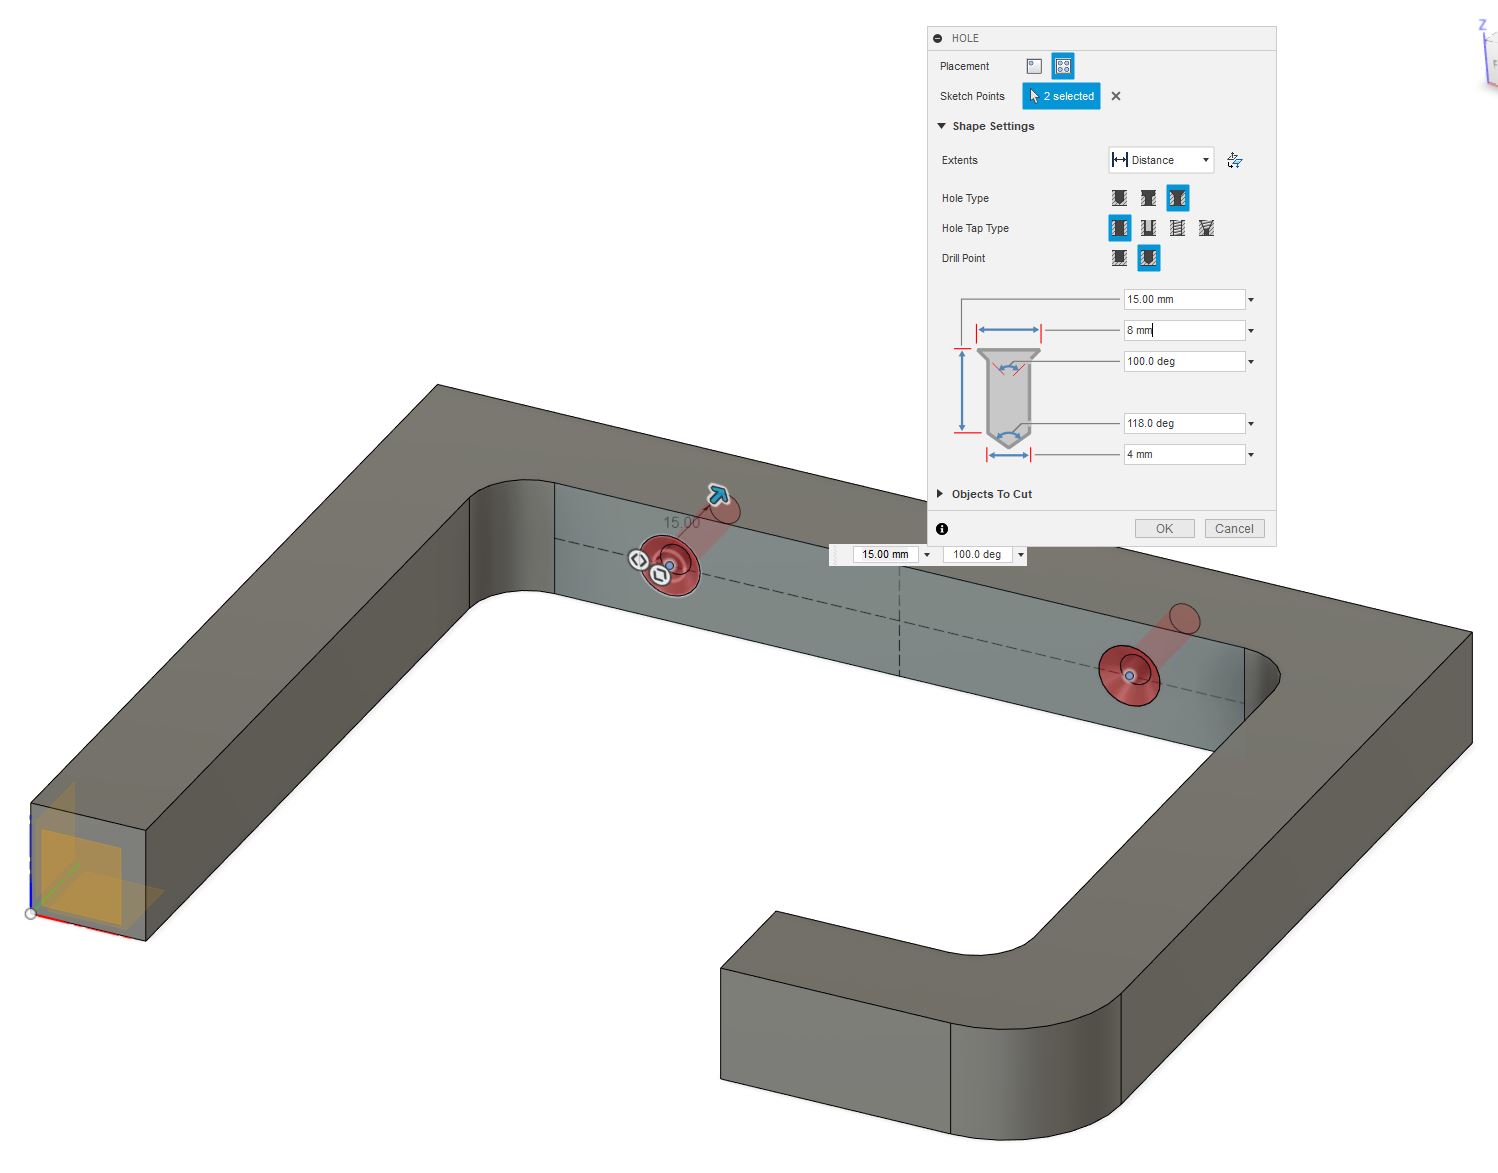 HOLE
Z
Placement
F
Sketch Points 2 selected
Shape Settings
Extents Distance
Hole Type
Hole Tap Type
Drill Point
15.00 mm
8 mm
100.0 deg
118.0 deg
4 mm
Objects To Cut
OK Cancel
15.00
15.00 mm 100.0 deg